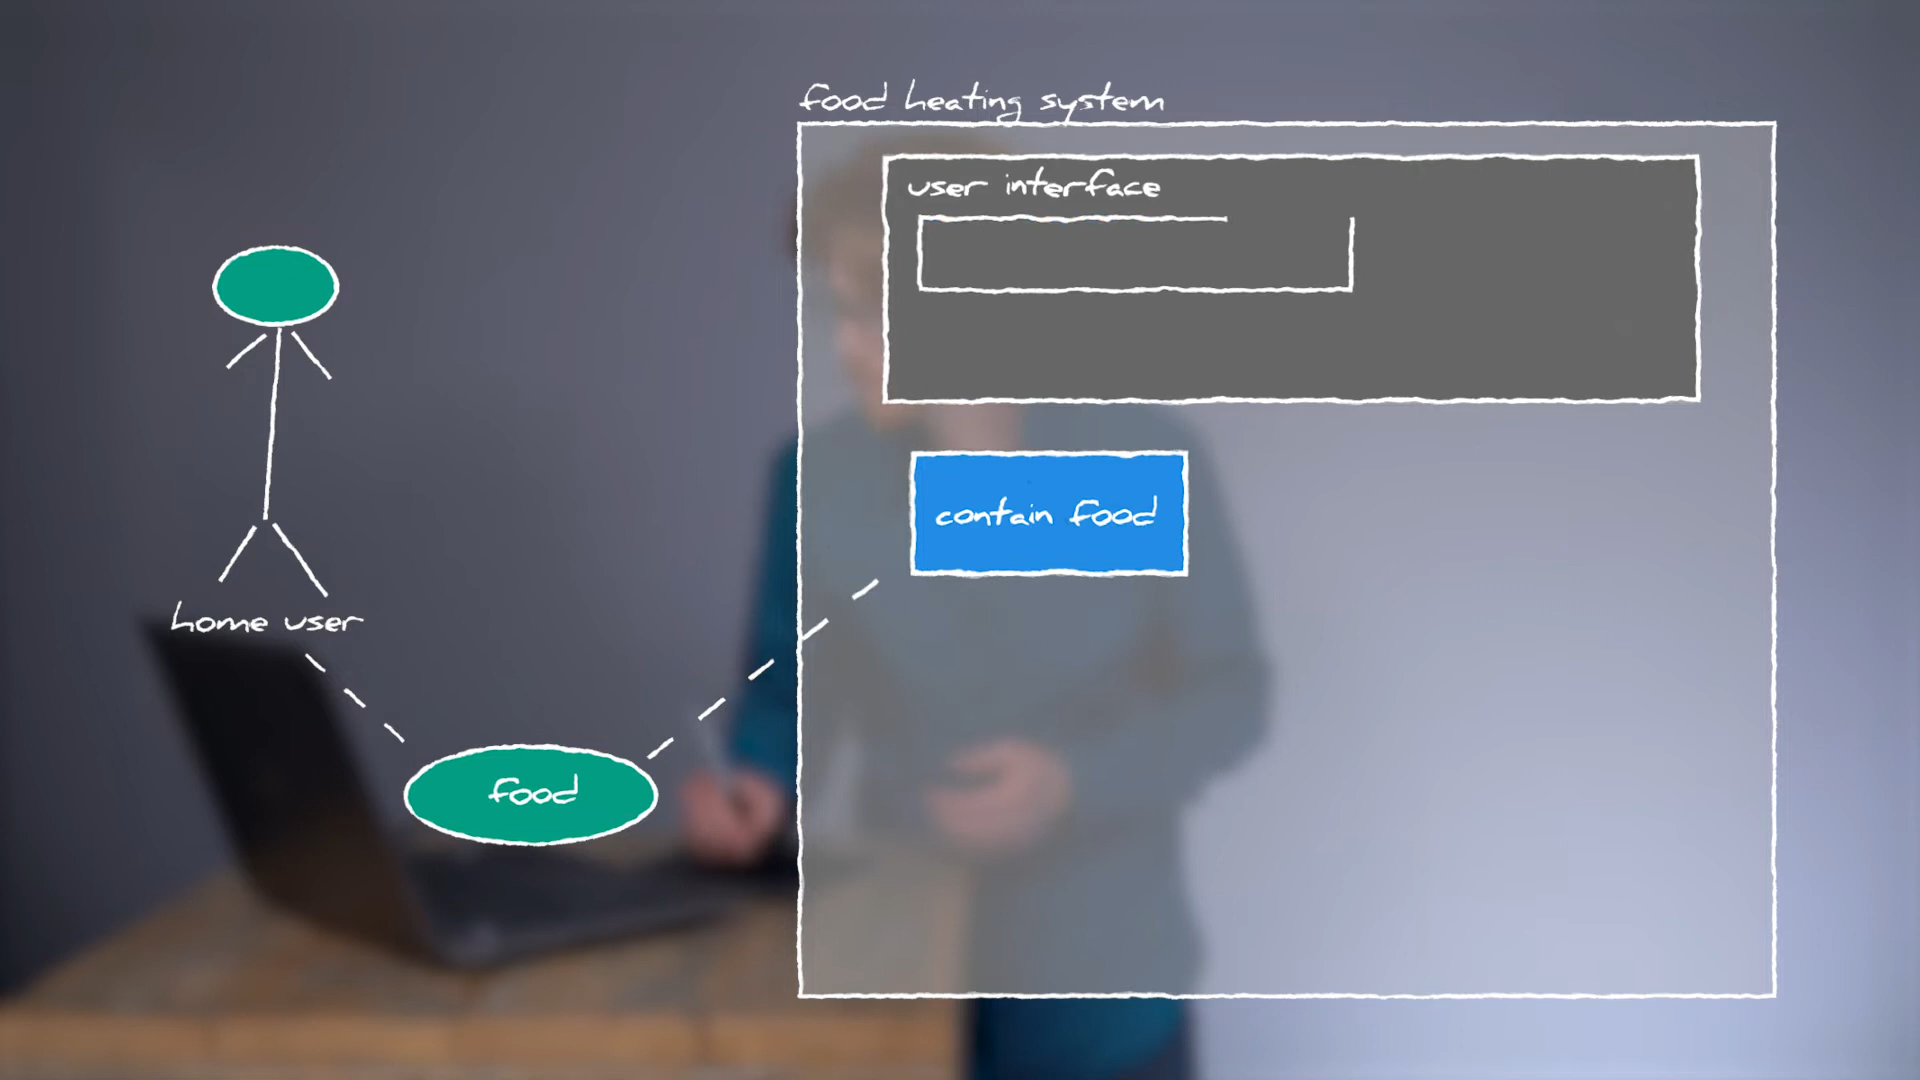 food heating system
user interface
contain food
home user
food